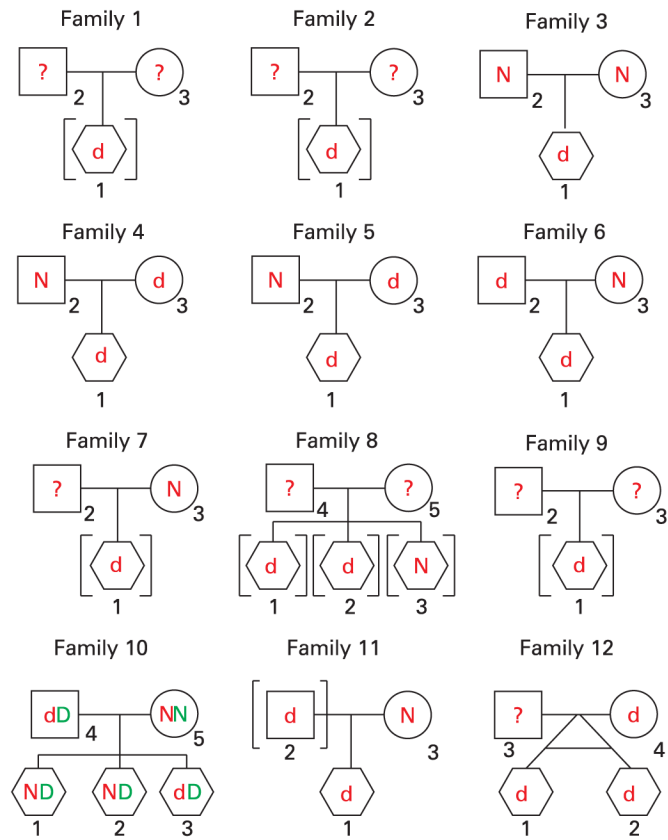 Family 1
Family 2
Family 3
? ?
2 3
d
1
? ?
2 3
d
1
N N
2 3
d
1
Family 4
Family 5
Family 6
N d
2 3
d
1
N d
2 3
d
1
d N
2 3
d
1
Family 7
Family 8
Family 9
? N
2 3
d
1
? ?
4 5
d d N
1 2 3
? ?
2 3
d
1
Family 10
Family 11
Family 12
dD NN
4 5
ND ND dD
1 2 3
d N
2 3
d
1
? d
3 4
d d
1 2